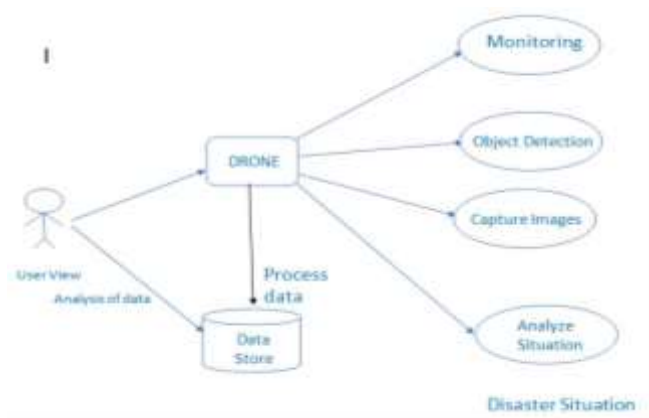 Monitoring
Object Detection
DRONE
Capture Images
User View
Process
data
Analysis of data
Data
Store
Analyze
Situation
Disaster Situation